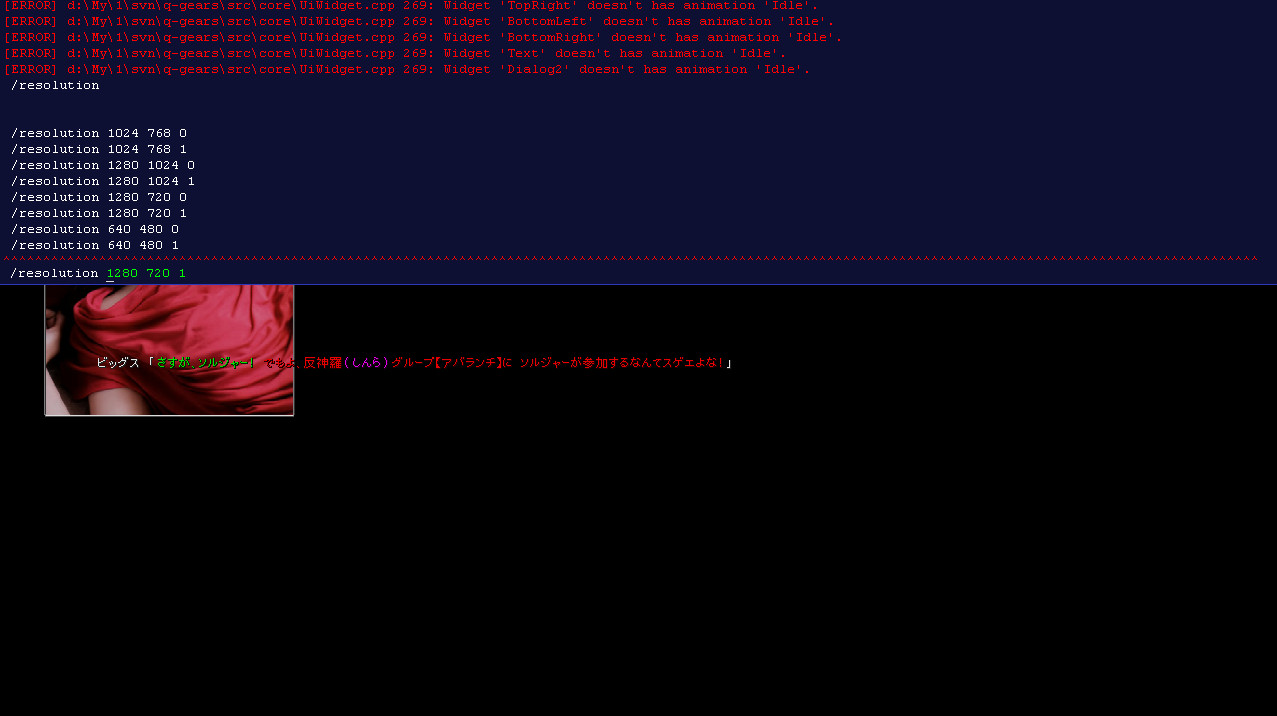 [ERROR] d:\My\1\svn\q-gears\src\core\UiWidget.cpp 269: Widget 'TopRight' doesn't has animation 'Idle'.
[ERROR] d:\My\1\svn\q-gears\src\core\UiWidget.cpp 269: Widget 'BottomLeft' doesn't has animation 'Idle'.
[ERROR] d:\My\1\svn\q-gears\src\core\UiWidget.cpp 269: Widget 'BottomRight' doesn't has animation 'Idle'.
[ERROR] d:\My\1\svn\q-gears\src\core\UiWidget.cpp 269: Widget 'Text' doesn't has animation 'Idle'.
[ERROR] d:\My\1\svn\q-gears\src\core\UiWidget.cpp 269: Widget 'Dialog2' doesn't has animation 'Idle'.
/resolution
/resolution 1024 768 0
/resolution 1024 768 1
/resolution 1280 1024 0
/resolution 1280 1024 1
/resolution 1280 720 0
/resolution 1280 720 1
/resolution 640 480 0
/resolution 640 480 1
^^^^^^^^^^^^^^^^^^^^^^^^^^^^^^^^^^^^^^^^^^^^^^^^^^^^^^^^^^^^^^^^^^^^^^^^^^^^^^^^^^^^^^^^^^^^^^^^^^^^^^^^^^^^^^^^^^^^^^^^^^^^^^^^^^^^^^^^^^^^^^^^^^^^^^^^^^^^^
/resolution 1280 720 1
ビッグス「さすが、ソルジャー! でもよ、反神羅(しんら)グループ【アバランチ】に ソルジャーが参加するなんてスゲエよな!」